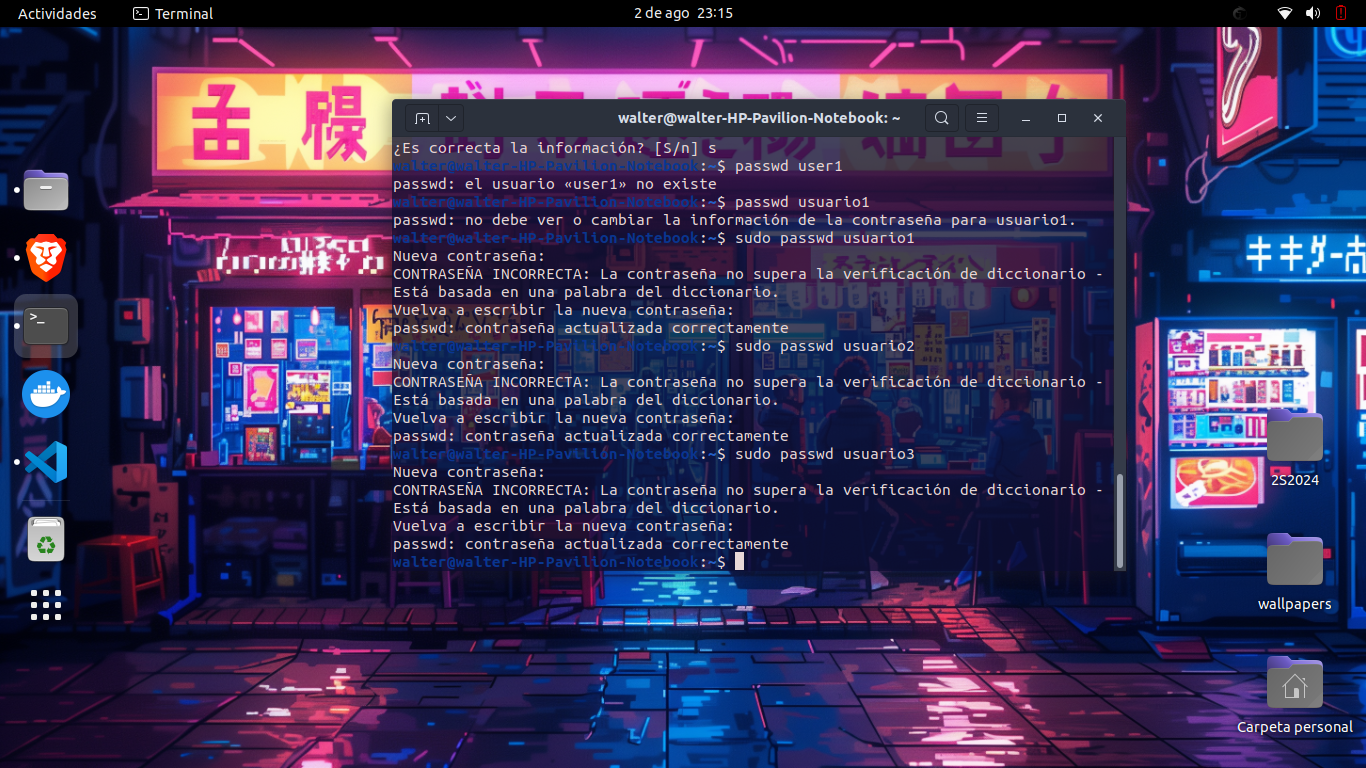 Actividades
Terminal
2 de ago 23:15
walter@walter-HP-Pavilion-Notebook: ~
¿Es correcta la información? [S/n] s
walter@walter-HP-Pavilion-Notebook:~$ passwd user1
passwd: el usuario «user1» no existe
walter@walter-HP-Pavilion-Notebook:~$ passwd usuario1
passwd: no debe ver o cambiar la información de la contraseña para usuario1.
walter@walter-HP-Pavilion-Notebook:~$ sudo passwd usuario1
Nueva contraseña:
CONTRASEÑA INCORRECTA: La contraseña no supera la verificación de diccionario -
Está basada en una palabra del diccionario.
Vuelva a escribir la nueva contraseña:
passwd: contraseña actualizada correctamente
walter@walter-HP-Pavilion-Notebook:~$ sudo passwd usuario2
Nueva contraseña:
CONTRASEÑA INCORRECTA: La contraseña no supera la verificación de diccionario -
Está basada en una palabra del diccionario.
Vuelva a escribir la nueva contraseña:
passwd: contraseña actualizada correctamente
walter@walter-HP-Pavilion-Notebook:~$ sudo passwd usuario3
Nueva contraseña:
CONTRASEÑA INCORRECTA: La contraseña no supera la verificación de diccionario -
Está basada en una palabra del diccionario.
Vuelva a escribir la nueva contraseña:
passwd: contraseña actualizada correctamente
walter@walter-HP-Pavilion-Notebook:~$
2S2024
wallpapers
Carpeta personal